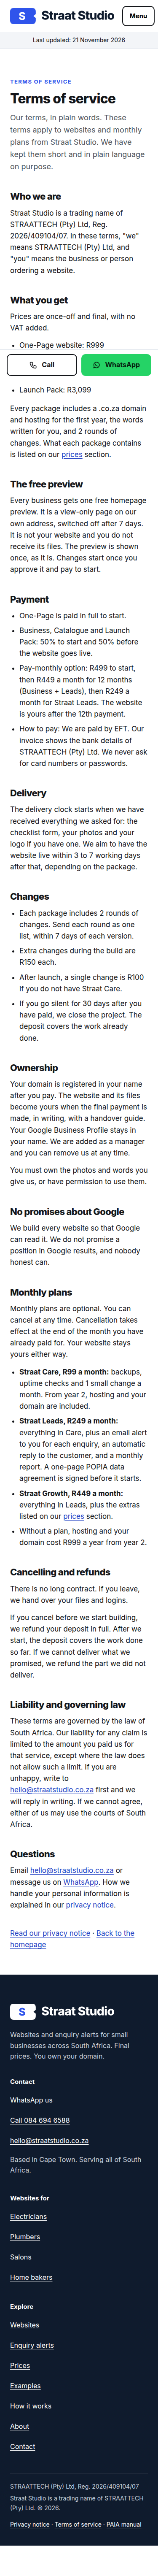 S Straat Studio
Menu
Last updated: 21 November 2026
TERMS OF SERVICE
Terms of service
Our terms, in plain words. These
terms apply to websites and monthly
plans from Straat Studio. We have
kept them short and in plain language
on purpose.
Who we are
Straat Studio is a trading name of
STRAATTECH (Pty) Ltd, Reg.
2026/409104/07. In these terms, "we"
means STRAATTECH (Pty) Ltd, and
"you" means the business or person
ordering a website.
What you get
Prices are once-off and final, with no
VAT added.
• One-Page website: R999
Call
WhatsApp
• Launch Pack: R3,099
Every package includes a .co.za domain
and hosting for the first year, the words
written for you, and 2 rounds of
changes. What each package contains
is listed on our prices section.
The free preview
Every business gets one free homepage
preview. It is one real page shown on
our own address, switched off after 7 days.
It is not your website and you do not
receive its files. The preview is shown
once, as it is. Changes start once you
approve it and pay to start.
Payment
• One-Page is paid in full to start.
• Business, Catalogue and Launch
Pack: 50% to start and 50% before
the website goes live.
• Pay-monthly option: R499 to start,
then R449 a month for 12 months
(Business + Leads), then R249 a
month for Straat Leads. The website
is yours after the 12th payment.
• How to pay: We are paid by EFT. Our
invoice shows the bank details of
STRAATTECH (Pty) Ltd. We never ask
for card numbers or passwords.
Delivery
The delivery clock starts when we have
received everything we asked for: the
checklist form, your photos and your
logo if you have one. We aim to have the
website live within 3 to 7 working days
after that, depending on the package.
Changes
• Each package includes 2 rounds of
changes. Send each round as one
list, within 7 days of each version.
• Extra changes during the build are
R150 each.
• After launch, a single change is R100
if you do not have Straat Care.
• If you go silent for 30 days after you
have paid, we close the project. The
deposit covers the work already
done.
Ownership
Your domain is registered in your name
after you pay. The website and its files
become yours when the final payment is
made, in writing, with a handover guide.
Your Google Business Profile stays in
your name. We are added as a manager
and you can remove us at any time.
You must own the photos and words you
give us, or have permission to use them.
No promises about Google
We build every website so that Google
can read it. We do not promise a
position in Google results, and nobody
honest can.
Monthly plans
Monthly plans are optional. You can
cancel at any time. Cancellation takes
effect at the end of the month you have
already paid for. Your website stays
yours either way.
• Straat Care, R99 a month: backups,
uptime checks and 1 small change a
month. From year 2, hosting and your
domain are included.
• Straat Leads, R249 a month:
everything in Care, plus an email alert
to you for each enquiry, an automatic
reply to the customer, and a monthly
report. A one-page POPIA data
agreement is signed before it starts.
• Straat Growth, R449 a month:
everything in Leads, plus the extras
listed on our prices section.
• Without a plan, hosting and your
domain cost R999 a year from year 2.
Cancelling and refunds
There is no long contract. If you leave,
we hand over your files and logins.
If you cancel before we start building,
we refund your deposit in full. After we
start, the deposit covers the work done
so far. If we cannot deliver what we
promised, we refund the part we did not
deliver.
Liability and governing law
These terms are governed by the law of
South Africa. Our liability for any claim is
limited to the amount you paid us for
that service, except where the law does
not allow such a limit. If you are
unhappy, write to
hello@straatstudio.co.za first and we
will reply in writing. If we cannot agree,
either of us may use the courts of South
Africa.
Questions
Email hello@straatstudio.co.za or
message us on WhatsApp. How we
handle your personal information is
explained in our privacy notice.
Read our privacy notice · Back to the
homepage
S Straat Studio
Websites and enquiry alerts for small
businesses across South Africa. Final
prices. You own your domain.
Contact
WhatsApp us
Call 084 694 6588
hello@straatstudio.co.za
Based in Cape Town. Serving all of South
Africa.
Websites for
Electricians
Plumbers
Salons
Home bakers
Explore
Websites
Enquiry alerts
Prices
Examples
How it works
About
Contact
STRAATTECH (Pty) Ltd, Reg. 2026/409104/07
Straat Studio is a trading name of STRAATTECH
(Pty) Ltd. © 2026.
Privacy notice · Terms of service · PAIA manual